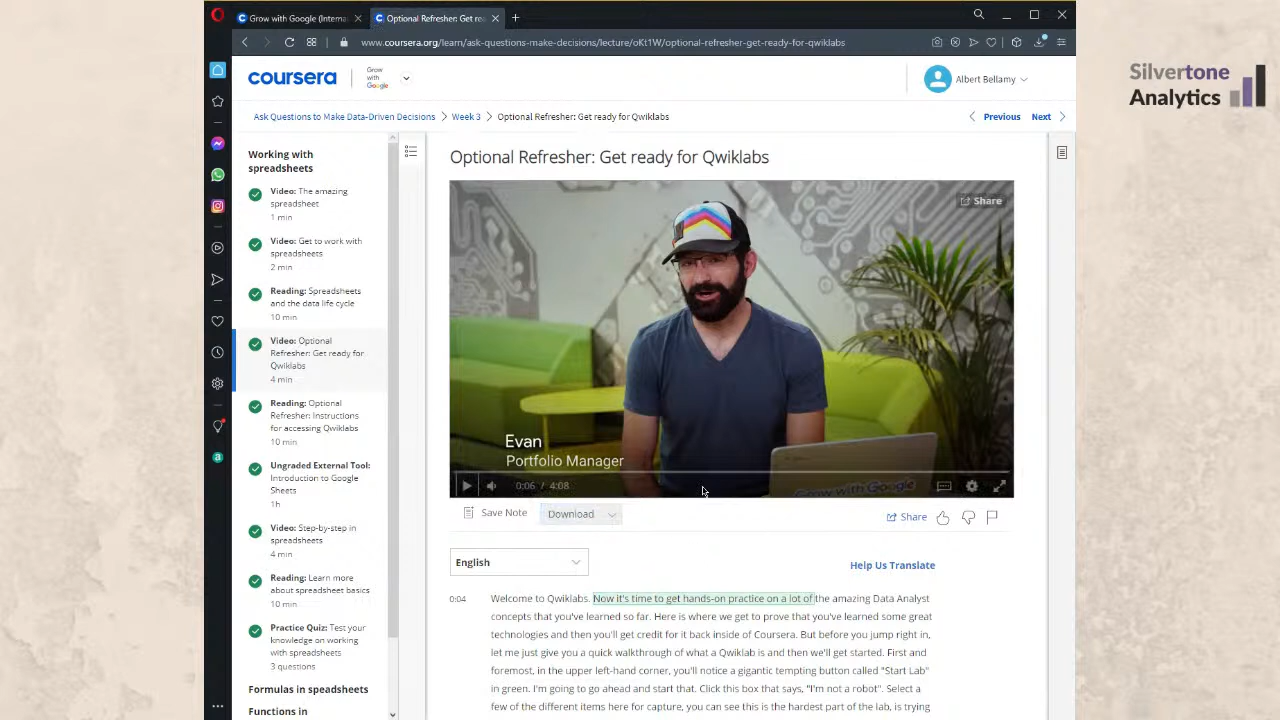 Grow with Google (Interna
Optional Refresher: Get re
www.coursera.org/learn/ask-questions-make-decisions/lecture/oKt1W/optional-refresher-get-ready-for-qwiklabs
Silvertone
Analytics
coursera
Grow
with
Google
Albert Bellamy
Ask Questions to Make Data-Driven Decisions
Week 3
Optional Refresher: Get ready for Qwiklabs
Previous
Next
Working with
spreadsheets
Video: The amazing
spreadsheet
1 min
Video: Get to work with
spreadsheets
2 min
Reading: Spreadsheets
and the data life cycle
10 min
Video: Optional
Refresher: Get ready for
Qwiklabs
4 min
Reading: Optional
Refresher: Instructions
for accessing Qwiklabs
10 min
Ungraded External Tool:
Introduction to Google
Sheets
1h
Video: Step-by-step in
spreadsheets
4 min
Reading: Learn more
about spreadsheet basics
10 min
Practice Quiz: Test your
knowledge on working
with spreadsheets
3 questions
Formulas in speadsheets
Functions in
Optional Refresher: Get ready for Qwiklabs
Share
Evan
Portfolio Manager
Grow with Google
0:06 / 4:08
Save Note
Download
Share
English
Help Us Translate
0:04
Welcome to Qwiklabs. Now it's time to get hands-on practice on a lot of the amazing Data Analyst
concepts that you've learned so far. Here is where we get to prove that you've learned some great
technologies and then you'll get credit for it back inside of Coursera. But before you jump right in,
let me just give you a quick walkthrough of what a Qwiklab is and then we'll get started. First and
foremost, in the upper left-hand corner, you'll notice a gigantic tempting button called "Start Lab"
in green. I'm going to go ahead and start that. Click this box that says, "I'm not a robot". Select a
few of the different items here for capture, you can see this is the hardest part of the lab, is trying